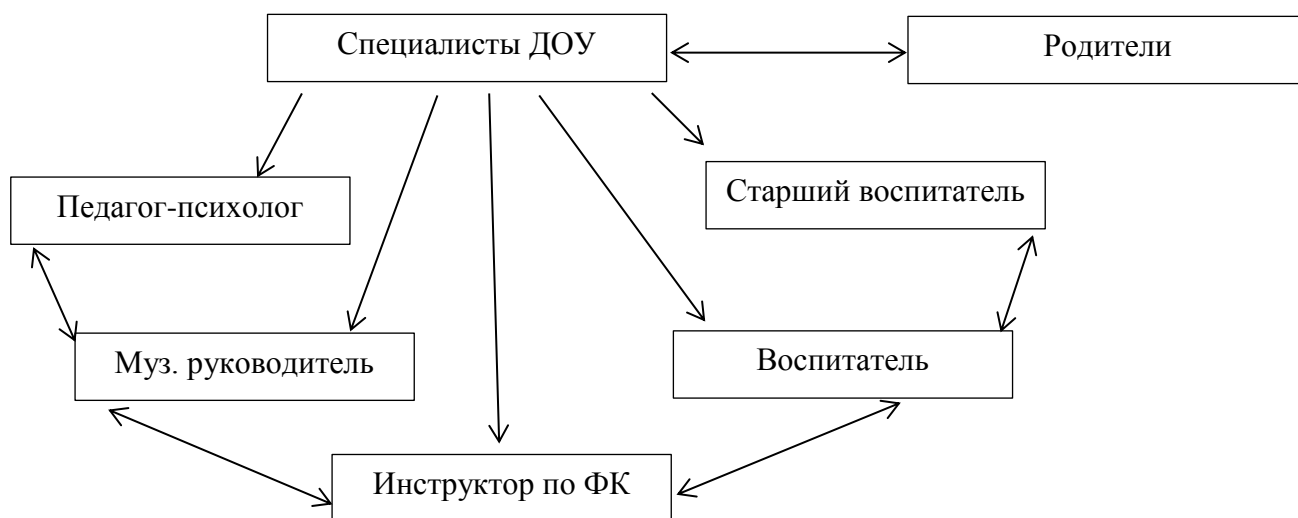 Специалисты ДОУ
Родители
Педагог-психолог
Старший воспитатель
Муз. руководитель
Воспитатель
Инструктор по ФК